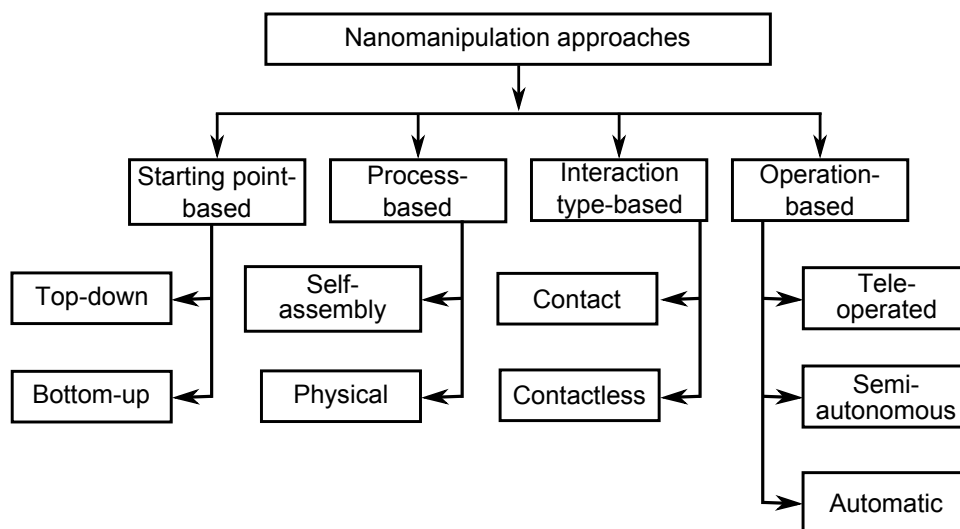 Nanomanipulation approaches
Starting point-
based
Process-
based
Interaction
type-based
Operation-
based
Top-down
Bottom-up
Self-
assembly
Physical
Contact
Contactless
Tele-
operated
Semi-
autonomous
Automatic